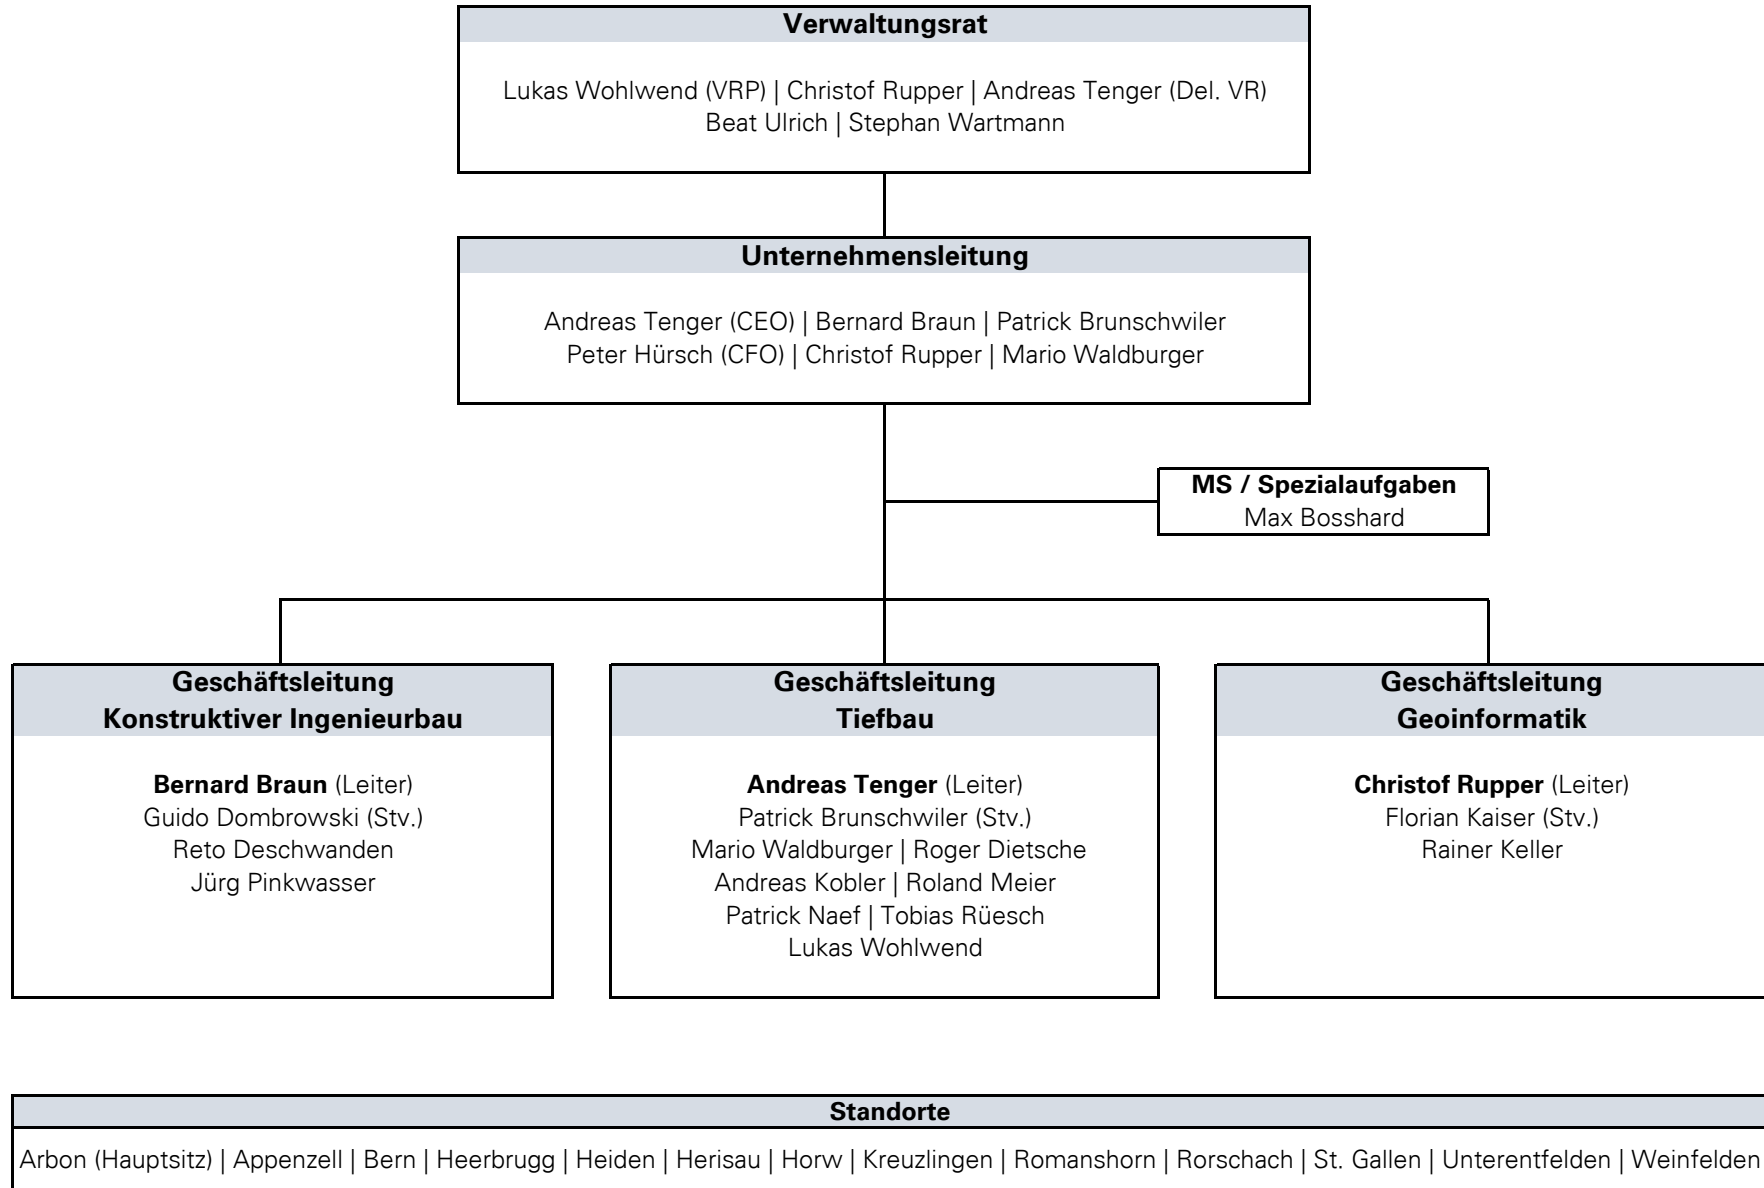 Verwaltungsrat
Lukas Wohlwend (VRP) | Christof Rupper | Andreas Tenger (Del. VR)
Beat Ulrich | Stephan Wartmann
Unternehmensleitung
Andreas Tenger (CEO) | Bernard Braun | Patrick Brunschwiler
Peter Hürsch (CFO) | Christof Rupper | Mario Waldburger
MS / Spezialaufgaben
Max Bosshard
Geschäftsleitung
Konstruktiver Ingenieurbau
Bernard Braun (Leiter)
Guido Dombrowski (Stv.)
Reto Deschwanden
Jürg Pinkwasser
Geschäftsleitung
Tiefbau
Andreas Tenger (Leiter)
Patrick Brunschwiler (Stv.)
Mario Waldburger | Roger Dietsche
Andreas Kobler | Roland Meier
Patrick Naef | Tobias Rüesch
Lukas Wohlwend
Geschäftsleitung
Geoinformatik
Christof Rupper (Leiter)
Florian Kaiser (Stv.)
Rainer Keller
Standorte
Arbon (Hauptsitz) | Appenzell | Bern | Heerbrugg | Heiden | Herisau | Horw | Kreuzlingen | Romanshorn | Rorschach | St. Gallen | Unterentfelden | Weinfelden